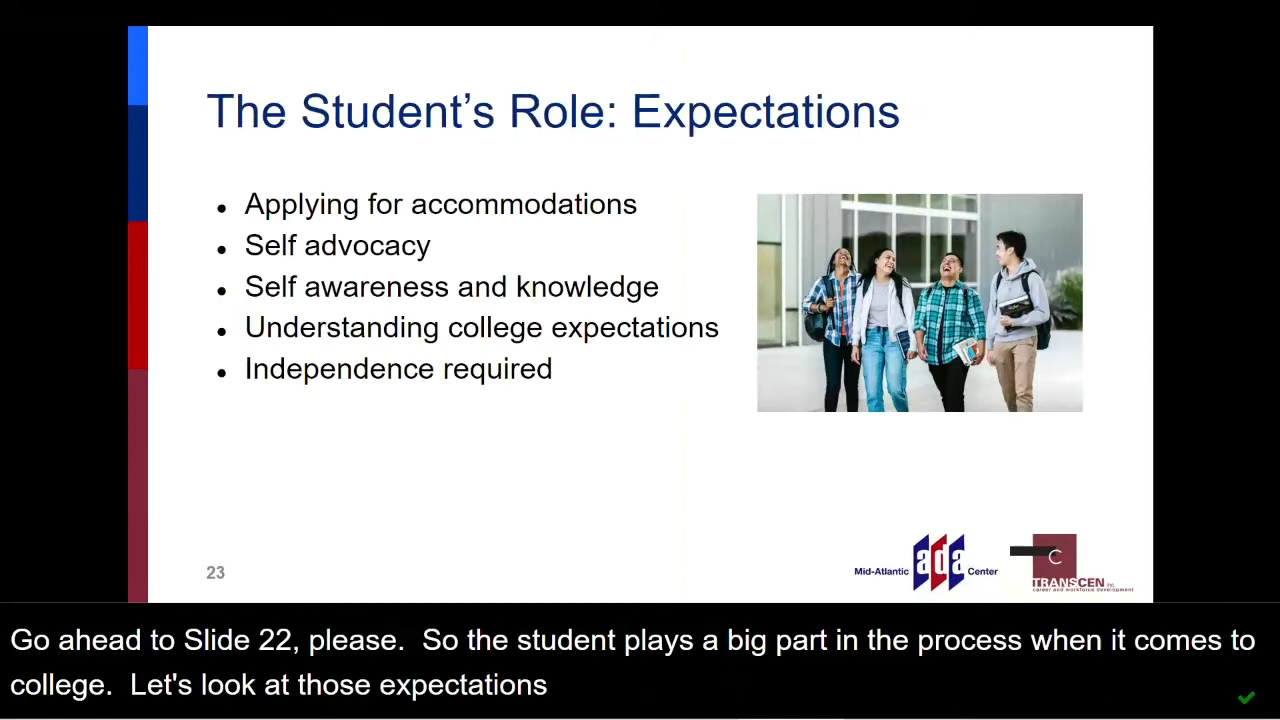 The Student’s Role: Expectations
Applying for accommodations
Self advocacy
Self awareness and knowledge
Understanding college expectations
Independence required
23
Mid-Atlantic ada Center
C
TRANSCEN inc.
career and workforce development
Go ahead to Slide 22, please.  So the student plays a big part in the process when it comes to
college.  Let's look at those expectations